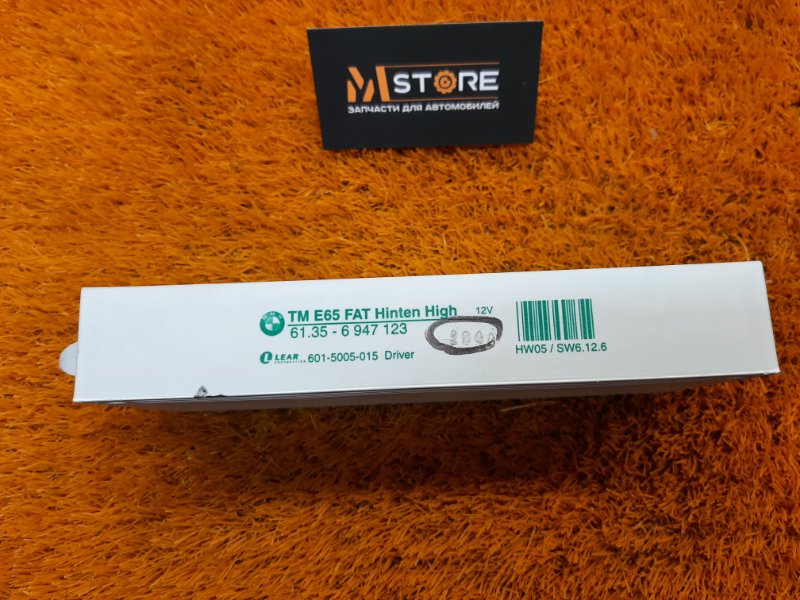 M STORE
ЗАПЧАСТИ ДЛЯ АВТОМОБИЛЕЙ
TM E65 FAT Hinten High 12V
61.35 - 6 947 123
LEAR CORPORATION 601-5005-015 Driver
HW05 / SW6.12.6